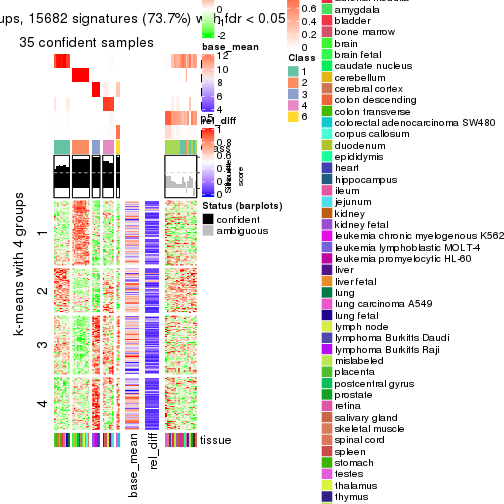 ups, 15682 signatures (73.7%) with fdr < 0.05
35 confident samples
0
-2
base_mean
12
10
8
6
rel_diff
1
0.8
0
Silhouette
score
Status (barplots)
confident
ambiguous
0.6
0.4
0.2
0
Class
1
2
3
4
6
k-means with 4 groups
1
2
3
4
tissue
base_mean
rel_diff
amygdala
bladder
bone marrow
brain
brain fetal
caudate nucleus
cerebellum
cerebral cortex
colon descending
colon transverse
colorectal adenocarcinoma SW480
corpus callosum
duodenum
epididymis
heart
hippocampus
ileum
jejunum
kidney
kidney fetal
leukemia chronic myelogenous K562
leukemia lymphoblastic MOLT-4
leukemia promyelocytic HL-60
liver
liver fetal
lung
lung carcinoma A549
lung fetal
lymph node
lymphoma Burkitts Daudi
lymphoma Burkitts Raji
mislabeled
placenta
postcentral gyrus
prostate
retina
salivary gland
skeletal muscle
spinal cord
spleen
stomach
testes
thalamus
thymus